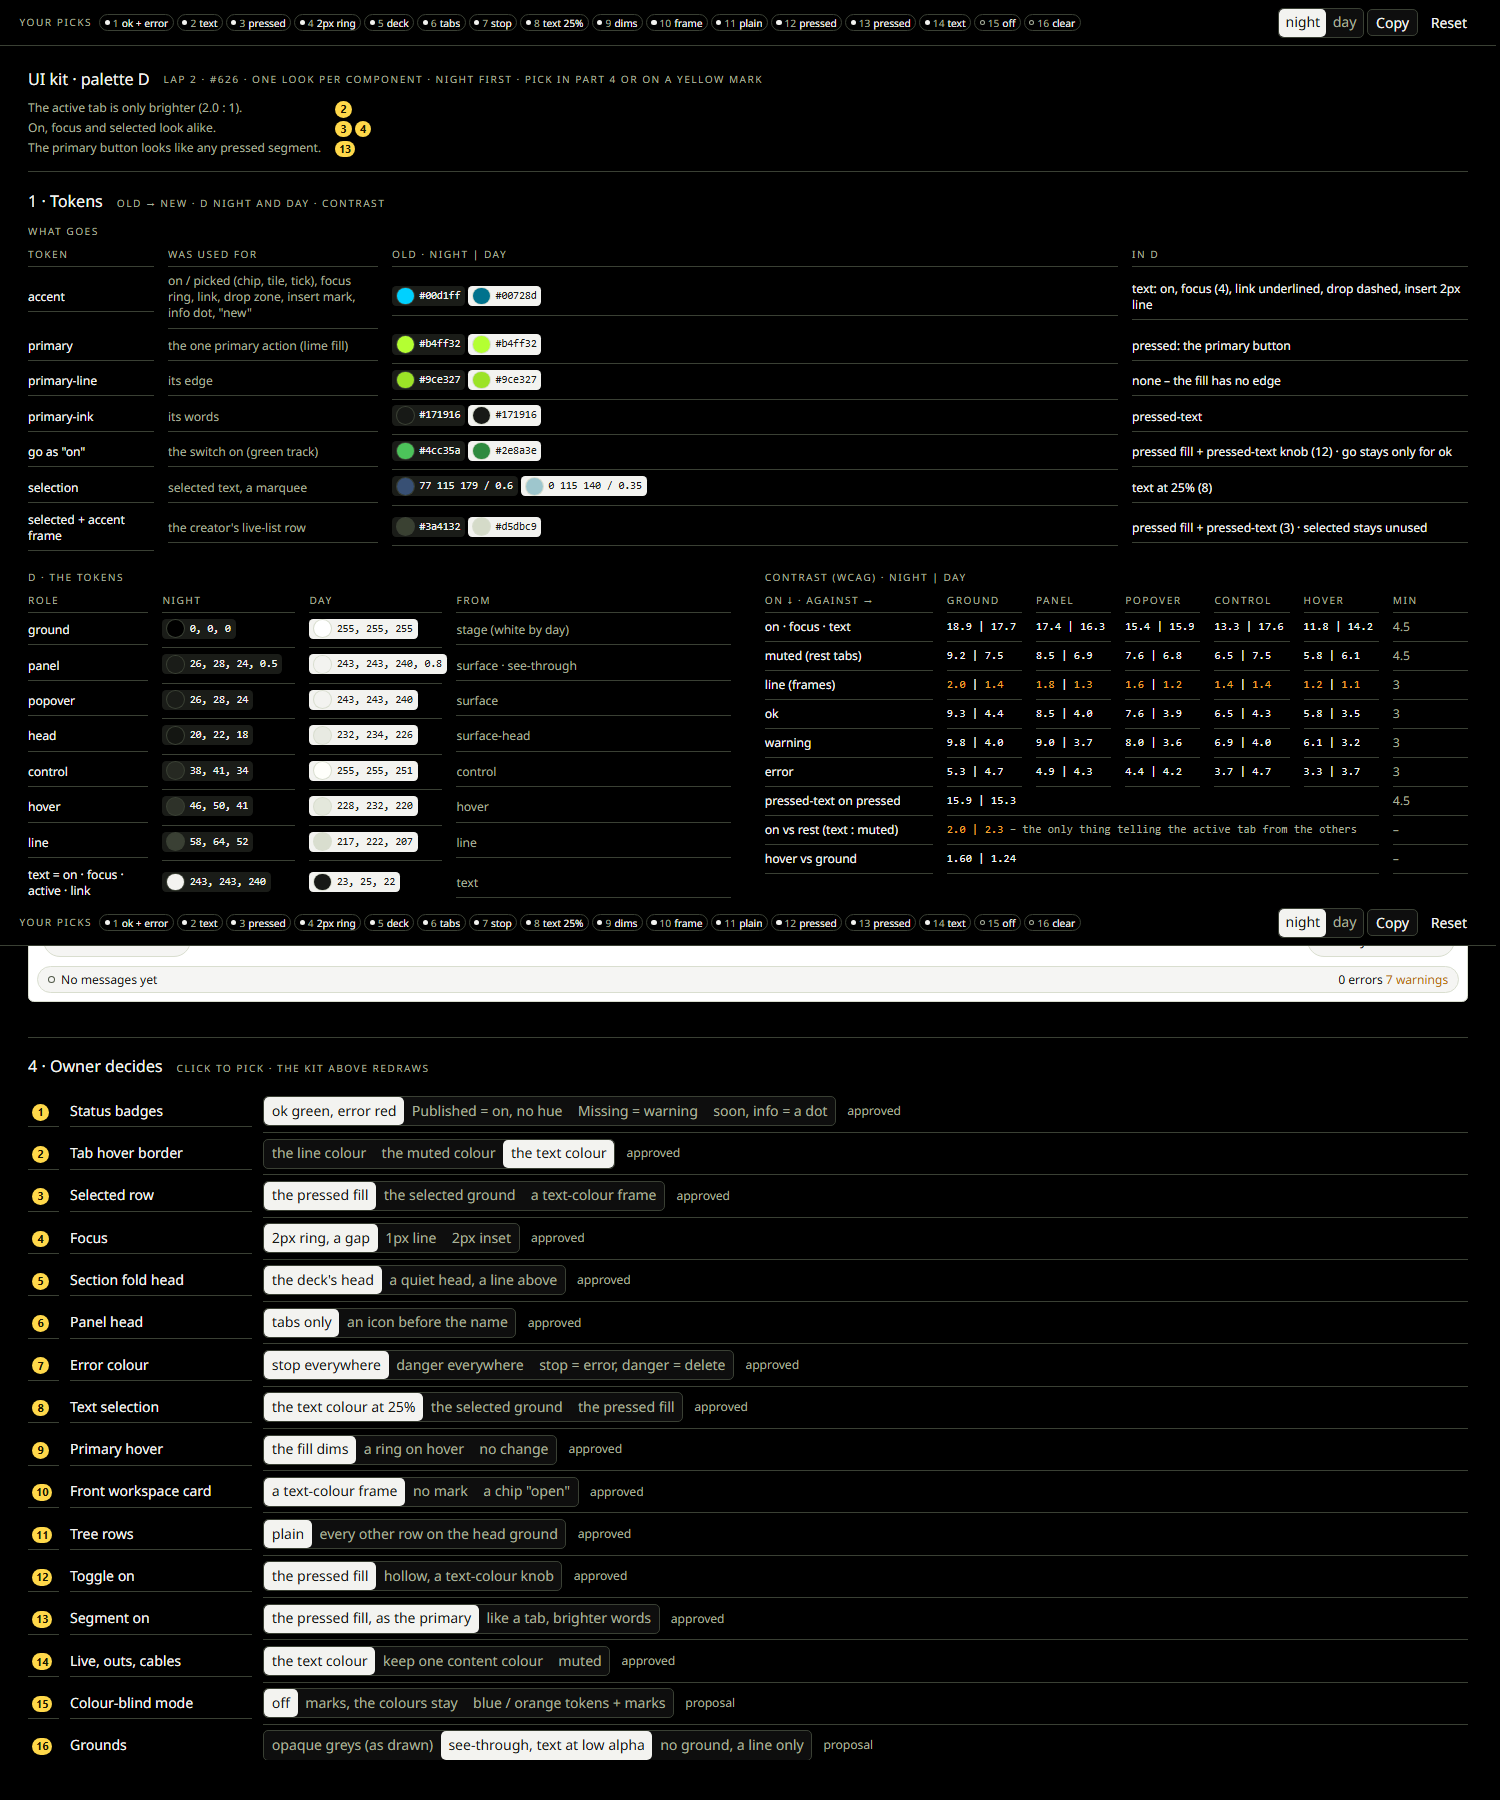 YOUR PICKS 1 ok + error 2 text 3 pressed 4 2px ring 5 deck 6 tabs 7 stop 8 text 25% 9 dims 10 frame 11 plain 12 pressed 13 pressed 14 text 15 off 16 clear night day Copy Reset
UI kit · palette D LAP 2 · #626 · ONE LOOK PER COMPONENT · NIGHT FIRST · PICK IN PART 4 OR ON A YELLOW MARK
The active tab is only brighter (2.0 : 1). 2
On, focus and selected look alike. 3 4
The primary button looks like any pressed segment. 13
1 · Tokens OLD → NEW · D NIGHT AND DAY · CONTRAST
WHAT GOES
TOKEN WAS USED FOR OLD · NIGHT | DAY IN D
accent on / picked (chip, tile, tick), focus ring, link, drop zone, insert mark, info dot, "new" #00d1ff #00728d text: on, focus (4), link underlined, drop dashed, insert 2px line
primary the one primary action (lime fill) #b4ff32 #b4ff32 pressed: the primary button
primary-line its edge #9ce327 #9ce327 none – the fill has no edge
primary-ink its words #171916 #171916 pressed-text
go as "on" the switch on (green track) #4cc35a #2e8a3e pressed fill + pressed-text knob (12) · go stays only for ok
selection selected text, a marquee 77 115 179 / 0.6 0 115 140 / 0.35 text at 25% (8)
selected + accent frame the creator's live-list row #3a4132 #d5dbc9 pressed fill + pressed-text (3) · selected stays unused
D · THE TOKENS
ROLE NIGHT DAY FROM
ground 0, 0, 0 255, 255, 255 stage (white by day)
panel 26, 28, 24, 0.5 243, 243, 240, 0.8 surface · see-through
popover 26, 28, 24 243, 243, 240 surface
head 20, 22, 18 232, 234, 226 surface-head
control 38, 41, 34 255, 255, 251 control
hover 46, 50, 41 228, 232, 220 hover
line 58, 64, 52 217, 222, 207 line
text = on · focus · active · link 243, 243, 240 23, 25, 22 text
CONTRAST (WCAG) · NIGHT | DAY
ON ↓ · AGAINST → GROUND PANEL POPOVER CONTROL HOVER MIN
on · focus · text 18.9 | 17.7 17.4 | 16.3 15.4 | 15.9 13.3 | 17.6 11.8 | 14.2 4.5
muted (rest tabs) 9.2 | 7.5 8.5 | 6.9 7.6 | 6.8 6.5 | 7.5 5.8 | 6.1 4.5
line (frames) 2.0 | 1.4 1.8 | 1.3 1.6 | 1.2 1.4 | 1.4 1.2 | 1.1 3
ok 9.3 | 4.4 8.5 | 4.0 7.6 | 3.9 6.5 | 4.3 5.8 | 3.5 3
warning 9.8 | 4.0 9.0 | 3.7 8.0 | 3.6 6.9 | 4.0 6.1 | 3.2 3
error 5.3 | 4.7 4.9 | 4.3 4.4 | 4.2 3.7 | 4.7 3.3 | 3.7 3
pressed-text on pressed 15.9 | 15.3 4.5
on vs rest (text : muted) 2.0 | 2.3 – the only thing telling the active tab from the others –
hover vs ground 1.60 | 1.24 –
YOUR PICKS 1 ok + error 2 text 3 pressed 4 2px ring 5 deck 6 tabs 7 stop 8 text 25% 9 dims 10 frame 11 plain 12 pressed 13 pressed 14 text 15 off 16 clear night day Copy Reset
No messages yet 0 errors 7 warnings
4 · Owner decides CLICK TO PICK · THE KIT ABOVE REDRAWS
1 Status badges ok green, error red Published = on, no hue Missing = warning soon, info = a dot approved
2 Tab hover border the line colour the muted colour the text colour approved
3 Selected row the pressed fill the selected ground a text-colour frame approved
4 Focus 2px ring, a gap 1px line 2px inset approved
5 Section fold head the deck's head a quiet head, a line above approved
6 Panel head tabs only an icon before the name approved
7 Error colour stop everywhere danger everywhere stop = error, danger = delete approved
8 Text selection the text colour at 25% the selected ground the pressed fill approved
9 Primary hover the fill dims a ring on hover no change approved
10 Front workspace card a text-colour frame no mark a chip "open" approved
11 Tree rows plain every other row on the head ground approved
12 Toggle on the pressed fill hollow, a text-colour knob approved
13 Segment on the pressed fill, as the primary like a tab, brighter words approved
14 Live, outs, cables the text colour keep one content colour muted approved
15 Colour-blind mode off marks, the colours stay blue / orange tokens + marks proposal
16 Grounds opaque greys (as drawn) see-through, text at low alpha no ground, a line only proposal